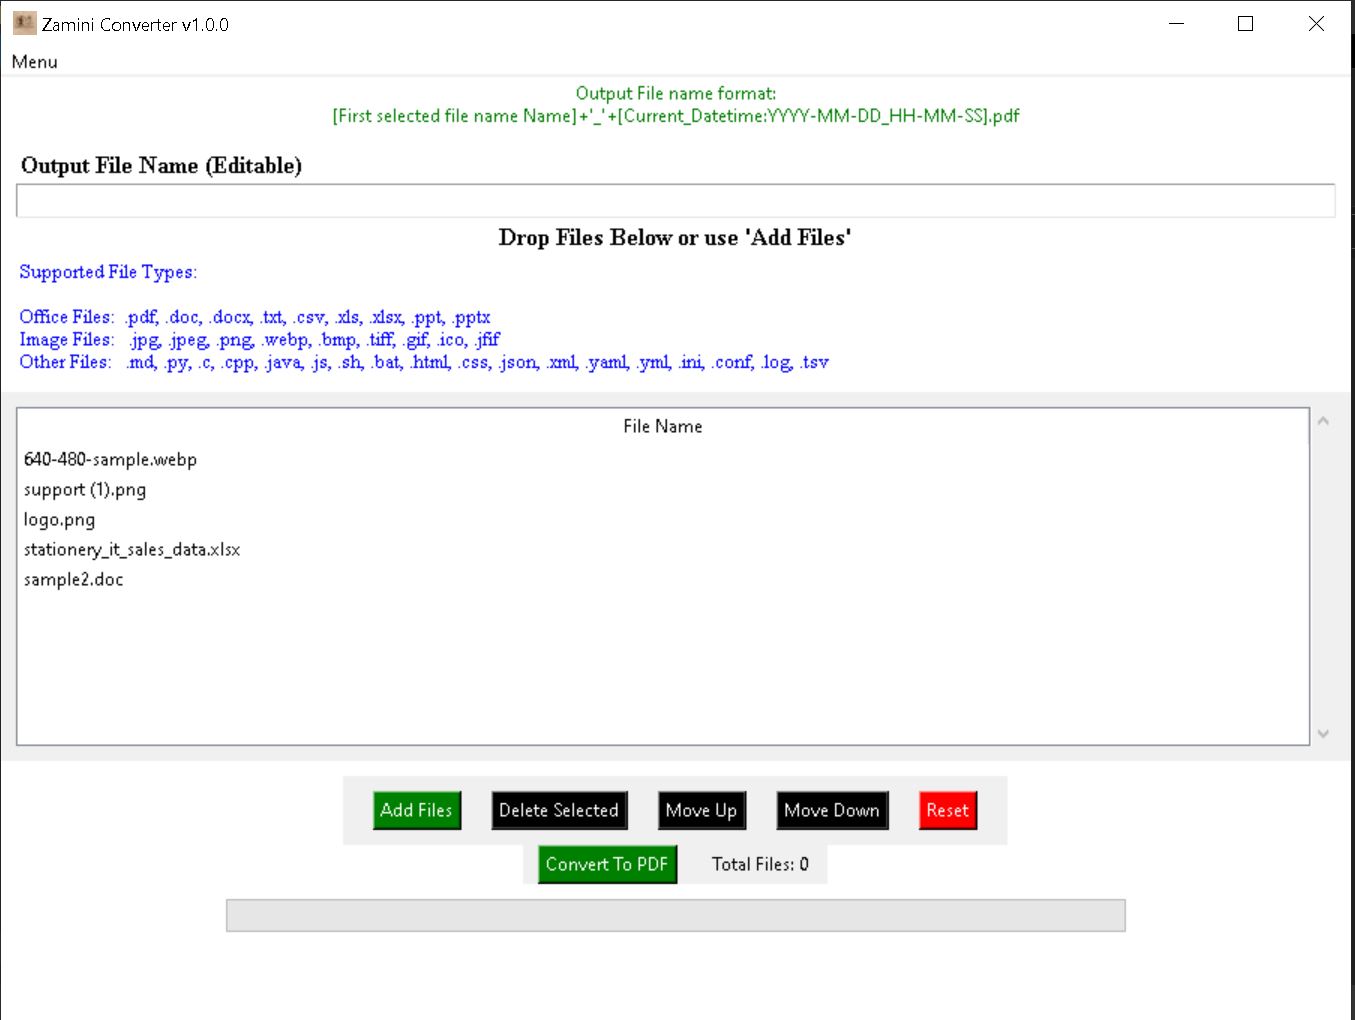 Zamini Converter v1.0.0
Menu
Output File name format:
[First selected file name Name]+'_'+[Current_Datetime:YYYY-MM-DD_HH-MM-SS].pdf
Output File Name (Editable)
Drop Files Below or use 'Add Files'
Supported File Types:
Office Files: .pdf, .doc, .docx, .txt, .csv, .xls, .xlsx, .ppt, .pptx
Image Files: .jpg, .jpeg, .png, .webp, .bmp, .tiff, .gif, .ico, .jfif
Other Files: .md, .py, .c, .cpp, .java, .js, .sh, .bat, .html, .css, .json, .xml, .yaml, .yml, .ini, .conf, .log, .tsv
File Name
640-480-sample.webp
support (1).png
logo.png
stationery_it_sales_data.xlsx
sample2.doc
Add Files Delete Selected Move Up Move Down Reset
Convert To PDF Total Files: 0